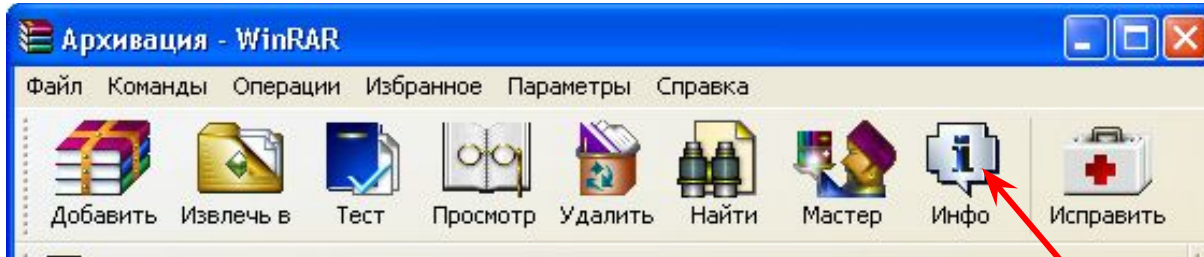 Архивация - WinRAR
Файл Команды Операции Избранное Параметры Справка
Добавить Извлечь в Тест Просмотр Удалить Найти Мастер Инфо Исправить